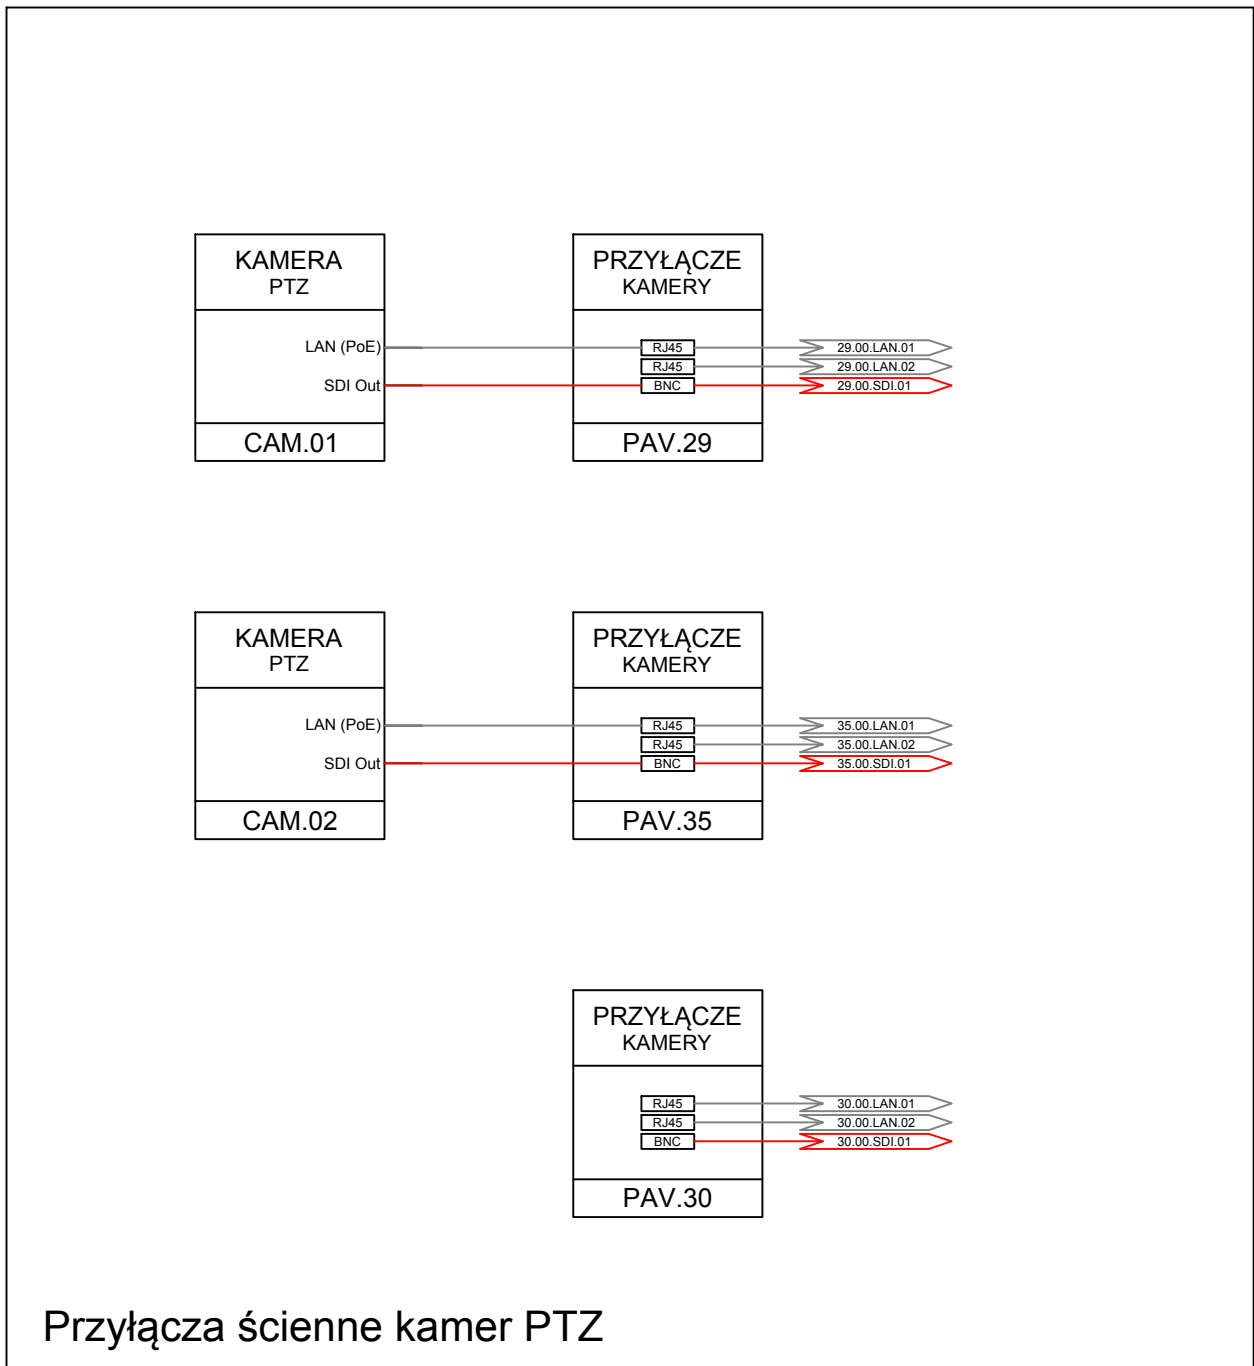 KAMERA
PTZ
LAN (PoE)
SDI Out
CAM.01
PRZYŁĄCZE
KAMERY
RJ45
RJ45
BNC
PAV.29
29.00.LAN.01
29.00.LAN.02
29.00.SDI.01
KAMERA
PTZ
LAN (PoE)
SDI Out
CAM.02
PRZYŁĄCZE
KAMERY
RJ45
RJ45
BNC
PAV.35
35.00.LAN.01
35.00.LAN.02
35.00.SDI.01
PRZYŁĄCZE
KAMERY
RJ45
RJ45
BNC
PAV.30
30.00.LAN.01
30.00.LAN.02
30.00.SDI.01
Przyłącza ścienne kamer PTZ